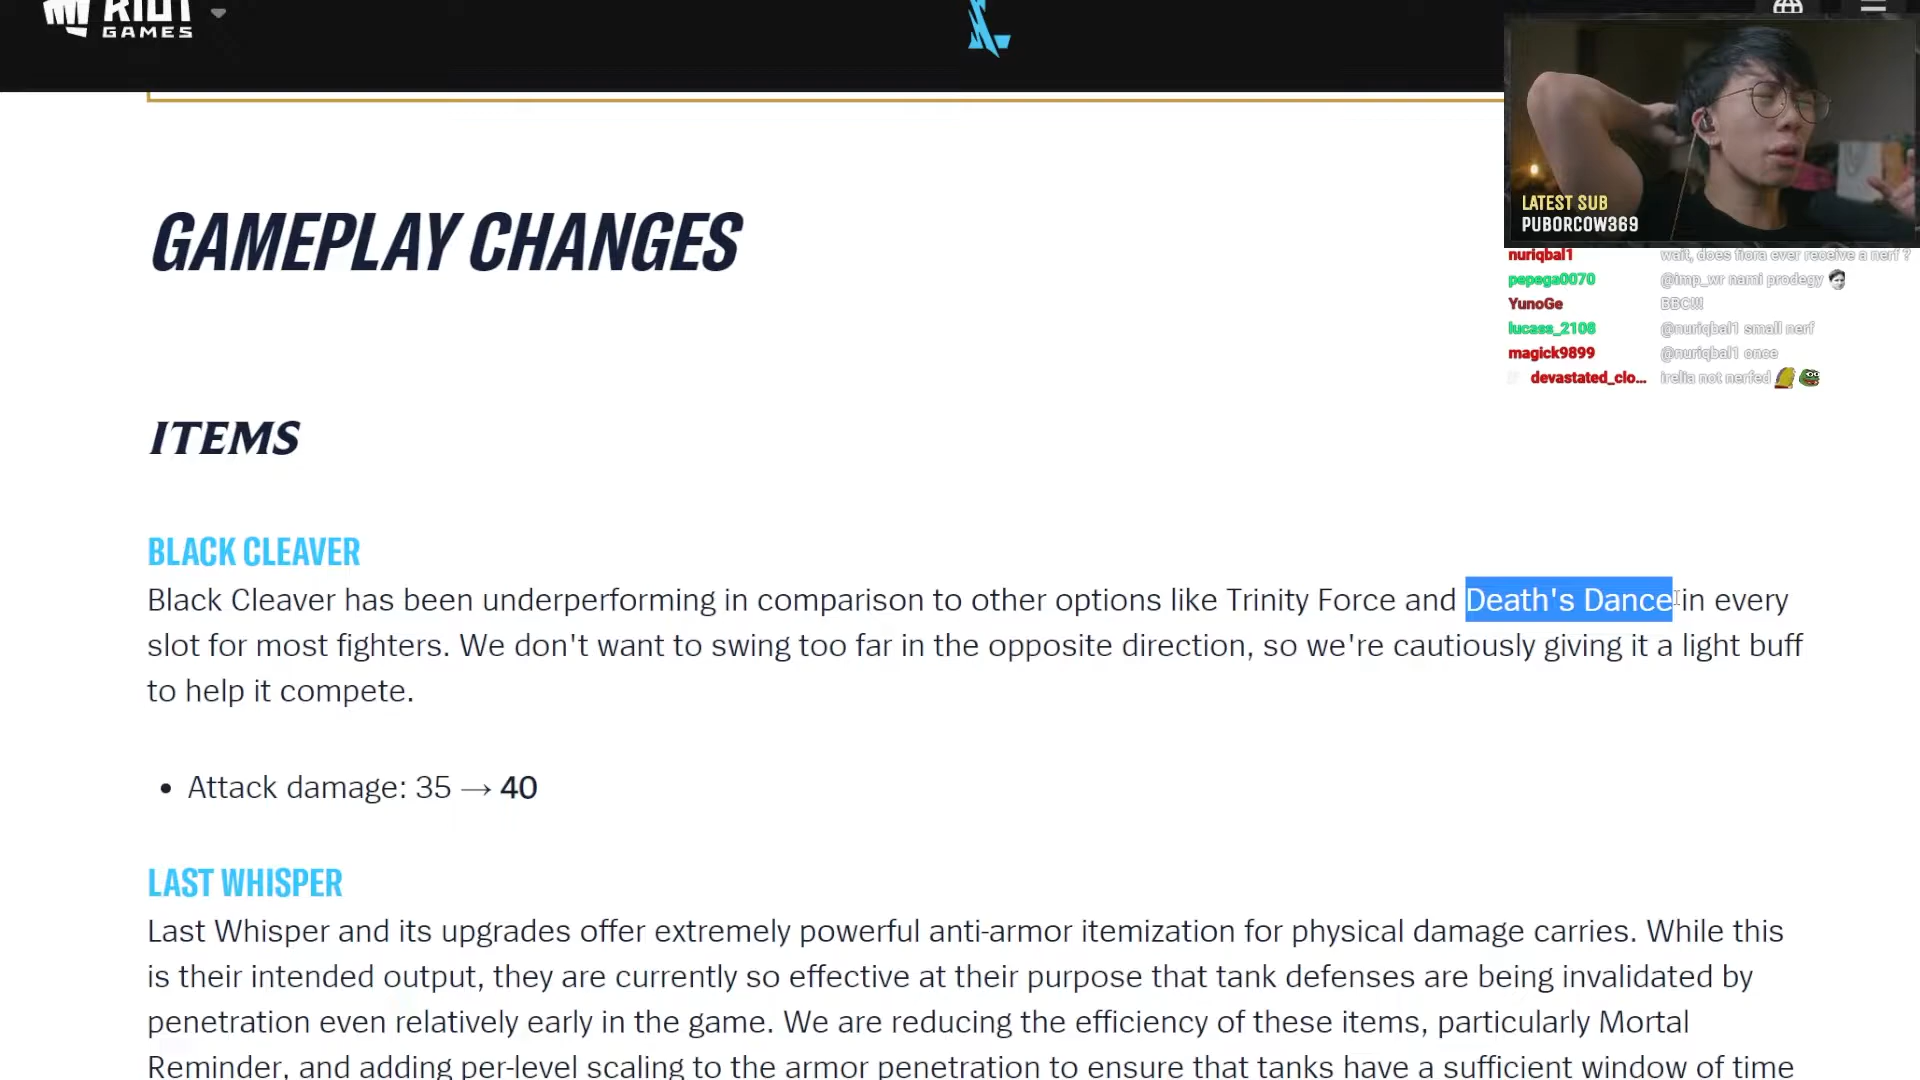 RIOT
GAMES
GAMEPLAY CHANGES
ITEMS
BLACK CLEAVER
Black Cleaver has been underperforming in comparison to other options like Trinity Force and Death's Dance in every
slot for most fighters. We don't want to swing too far in the opposite direction, so we're cautiously giving it a light buff
to help it compete.
• Attack damage: 35 → 40
LAST WHISPER
Last Whisper and its upgrades offer extremely powerful anti-armor itemization for physical damage carries. While this
is their intended output, they are currently so effective at their purpose that tank defenses are being invalidated by
penetration even relatively early in the game. We are reducing the efficiency of these items, particularly Mortal
Reminder, and adding per-level scaling to the armor penetration to ensure that tanks have a sufficient window of time
LATEST SUB
PUBORCOW369
nuriqbal1 wait, does fiora ever receive a nerf ?
pepega0070 @imp_wr nami prodegy
YunoGe BBC!!!
lucass_2108 @nuriqbal1 small nerf
magick9899 @nuriqbal1 once
devastated_clo... irelia not nerfed